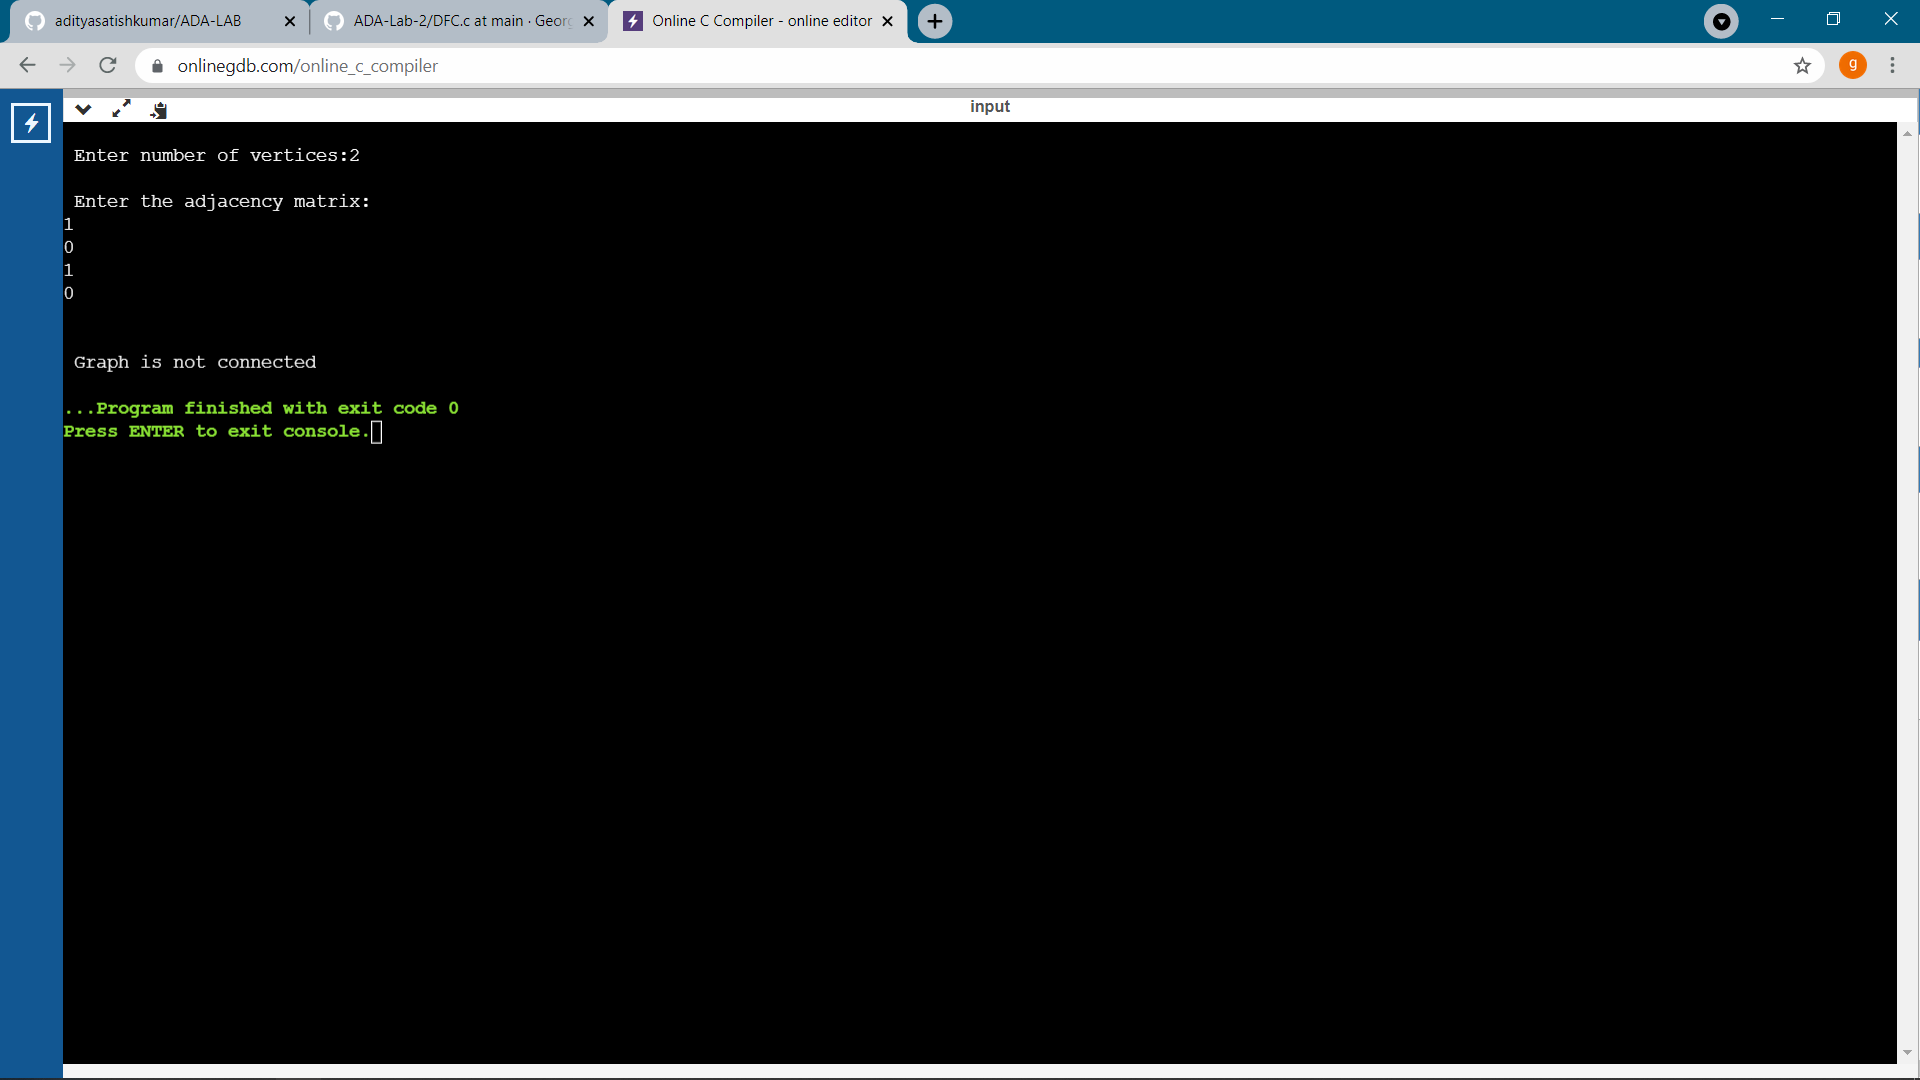 adityasatishkumar/ADA-LAB
ADA-Lab-2/DFC.c at main · Geor
Online C Compiler - online editor
onlinegdb.com/online_c_compiler
g
input
Enter number of vertices:2
Enter the adjacency matrix:
1
0
1
0
Graph is not connected
...Program finished with exit code 0
Press ENTER to exit console.